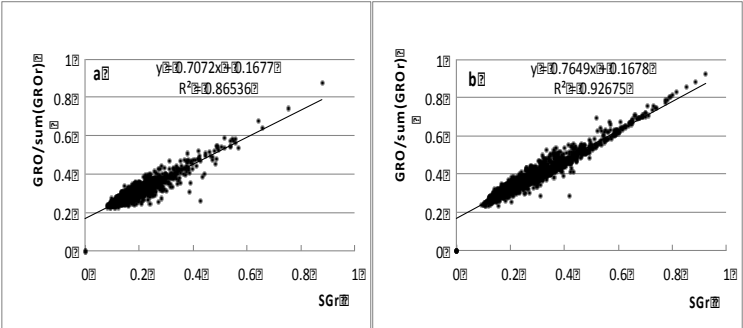 a
y = 0.7072x + 0.1677
R² = 0.86536
GRO/sum(GROr)
1
0.8
0.6
0.4
0.2
0
0 0.2 0.4 0.6 0.8 1
SGr
b
y = 0.7649x + 0.1678
R² = 0.92675
GRO/sum(GROr)
1
0.8
0.6
0.4
0.2
0
0 0.2 0.4 0.6 0.8 1
SGr